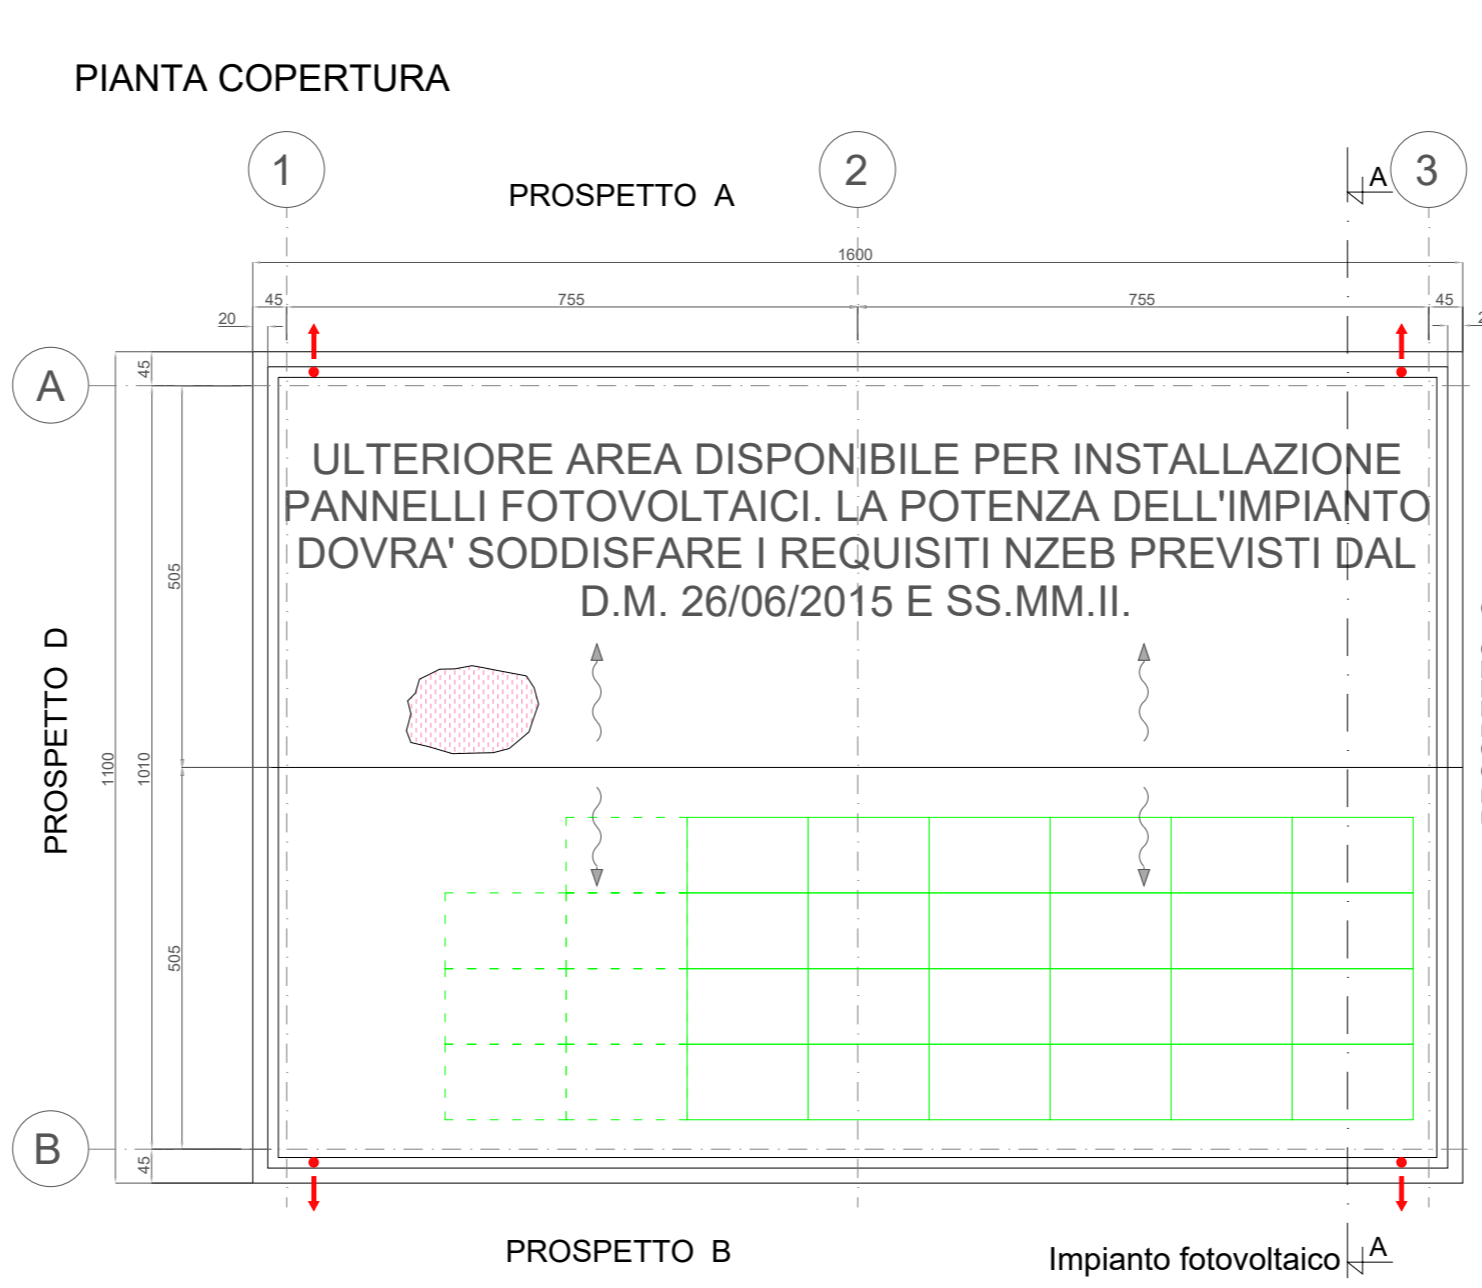 PIANTA COPERTURA
1
2
3
A
PROSPETTO A
1600
45
755
755
45
20
A
45
ULTERIORE AREA DISPONIBILE PER INSTALLAZIONE
PANNELLI FOTOVOLTAICI. LA POTENZA DELL'IMPIANTO
DOVRA' SODDISFARE I REQUISITI NZEB PREVISTI DAL
D.M. 26/06/2015 E SS.MM.II.
505
PROSPETTO D
1100
1010
505
B
45
PROSPETTO B
Impianto fotovoltaico
A